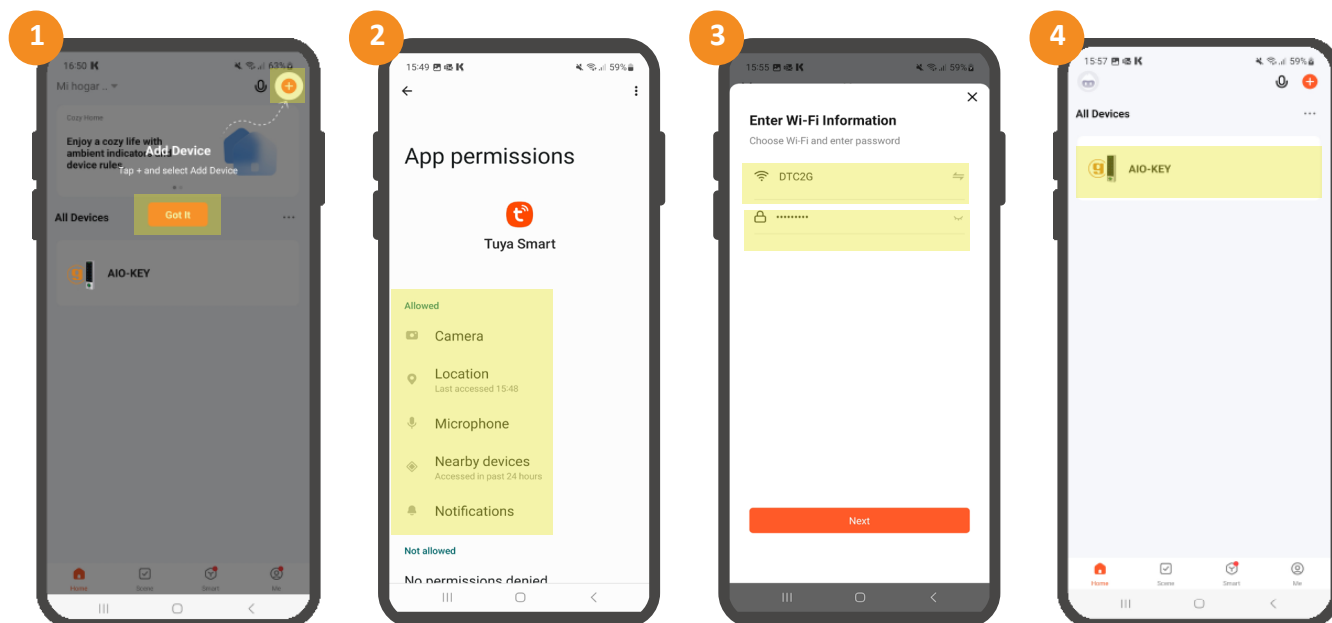 1
16:50 K
63%
Mi hogar ..
Cozy Home
Enjoy a cozy life with
ambient indicators and
device rules
Add Device
Tap + and select Add Device
Got It
All Devices
AIO-KEY
Home
Scene
Smart
Me
2
15:49 K
59%
App permissions
Tuya Smart
Allowed
Camera
Location
Last accessed 15:48
Microphone
Nearby devices
Accessed in past 24 hours
Notifications
Not allowed
No permissions denied
3
15:55 K
59%
Enter Wi-Fi Information
Choose Wi-Fi and enter password
DTC2G
•••••••••
Next
4
15:57 K
59%
All Devices
AIO-KEY
Home
Scene
Smart
Me